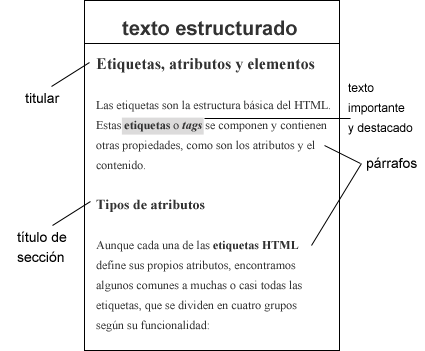 texto estructurado
Etiquetas, atributos y elementos
titular
Las etiquetas son la estructura básica del HTML.
Estas etiquetas o tags se componen y contienen
otras propiedades, como son los atributos y el
contenido.
texto
importante
y destacado
párrafos
Tipos de atributos
título de
sección
Aunque cada una de las etiquetas HTML
define sus propios atributos, encontramos
algunos comunes a muchas o casi todas las
etiquetas, que se dividen en cuatro grupos
según su funcionalidad: